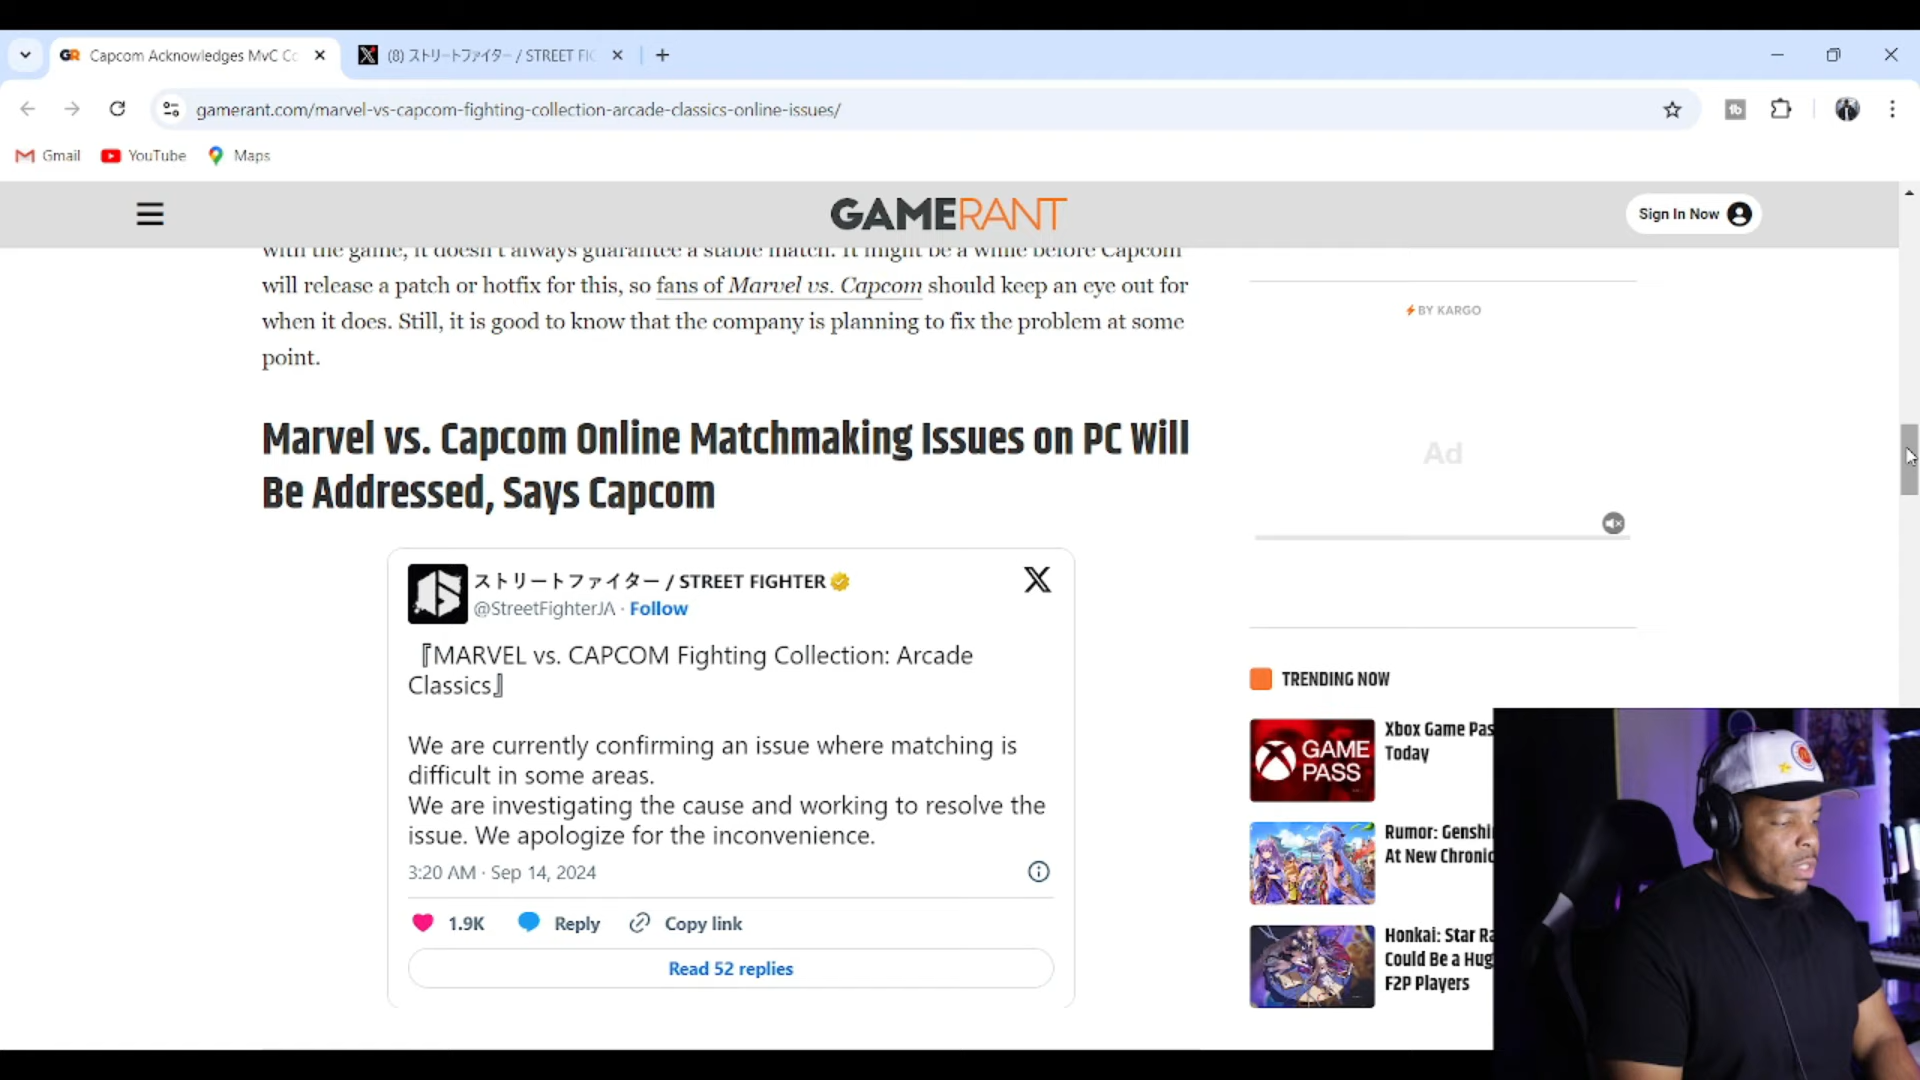 Capcom Acknowledges MvC Co
(8) ストリートファイター / STREET FIG
gamerant.com/marvel-vs-capcom-fighting-collection-arcade-classics-online-issues/
Gmail YouTube Maps
GAMERANT
Sign In Now
with the game, it doesn't always guarantee a stable match. It might be a while before Capcom
will release a patch or hotfix for this, so fans of Marvel vs. Capcom should keep an eye out for
when it does. Still, it is good to know that the company is planning to fix the problem at some
point.
Marvel vs. Capcom Online Matchmaking Issues on PC Will
Be Addressed, Says Capcom
ストリートファイター / STREET FIGHTER
@StreetFighterJA · Follow
『MARVEL vs. CAPCOM Fighting Collection: Arcade
Classics』
We are currently confirming an issue where matching is
difficult in some areas.
We are investigating the cause and working to resolve the
issue. We apologize for the inconvenience.
3:20 AM · Sep 14, 2024
1.9K Reply Copy link
Read 52 replies
BY KARGO
Ad
TRENDING NOW
GAME
PASS
Xbox Game Pas
Today
Rumor: Genshi
At New Chronic
Honkai: Star Ra
Could Be a Hug
F2P Players